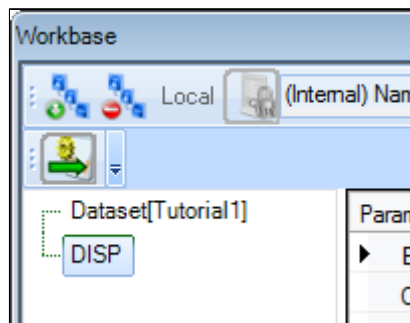 Workbase
Local (Internal) Nam
Dataset[Tutorial1] Param
DISP E
C